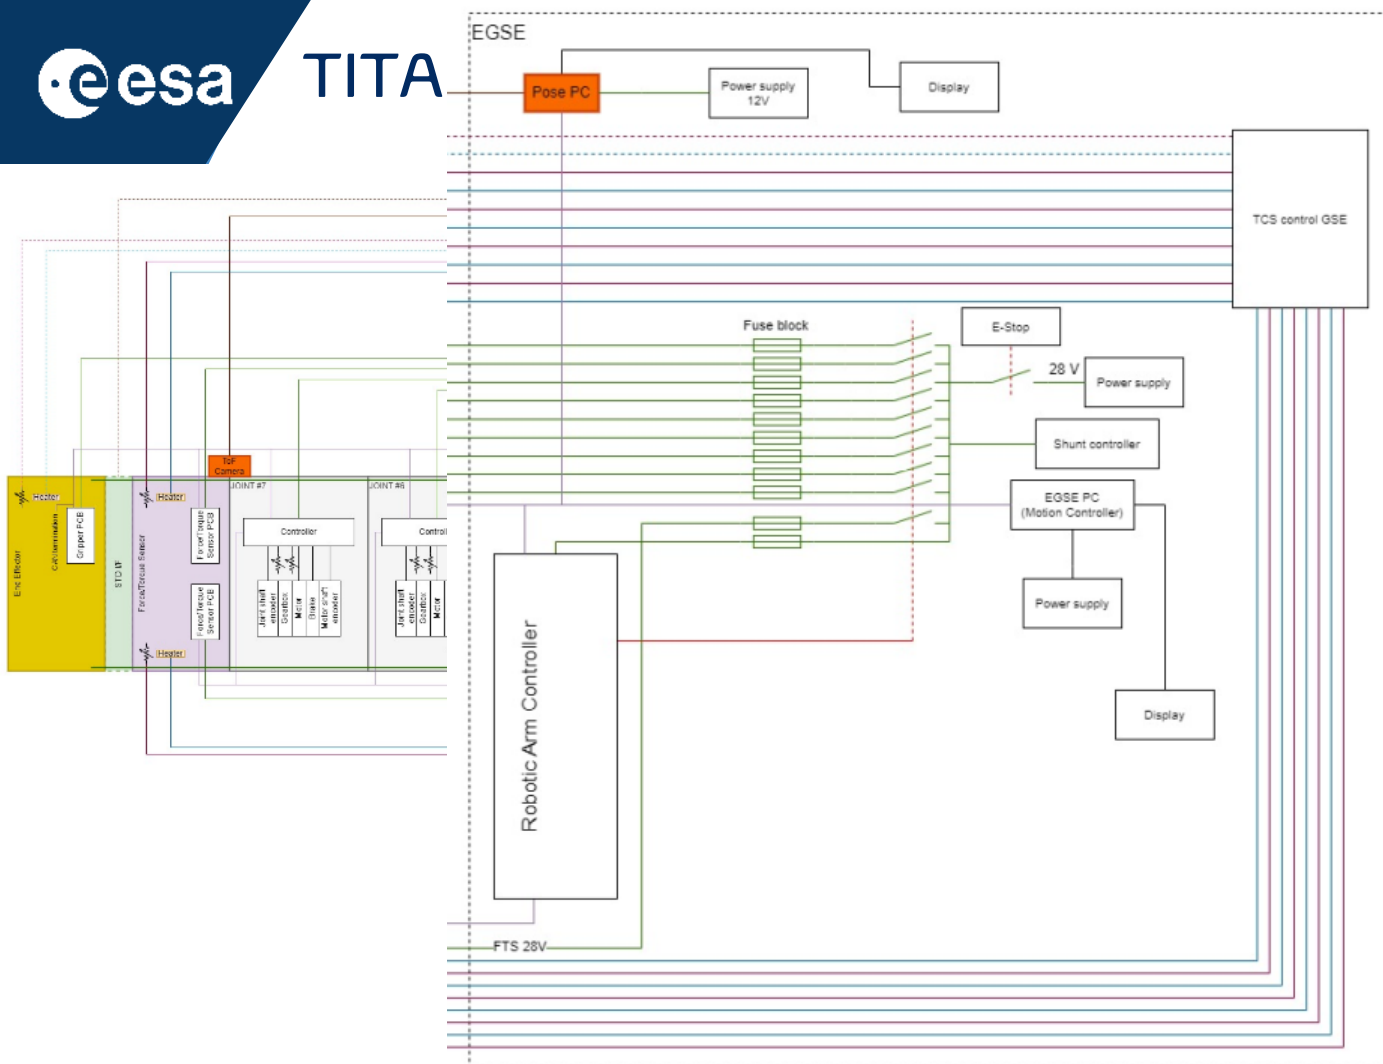 esa
TITA
EGSE
Pose PC
Power supply
12V
Display
TCS control GSE
Fuse block
E-Stop
28 V
Power supply
Shunt controller
EGSE PC
(Motion Controller)
Power supply
Display
Robotic Arm Controller
FTS 28V
ToF
Camera
JOINT #7
JOINT #6
Heater
Heater
End Effector
Gripper PCB
STD I/F
Force/Torque Sensor
Force/Torque
Sensor PCB
Force/Torque
Sensor PCB
Heater
Controller
Joint shaft
encoder
Gearbox
Motor
Brake
Motor shaft
encoder
Control
Joint shaft
encoder
Gearbox
Motor